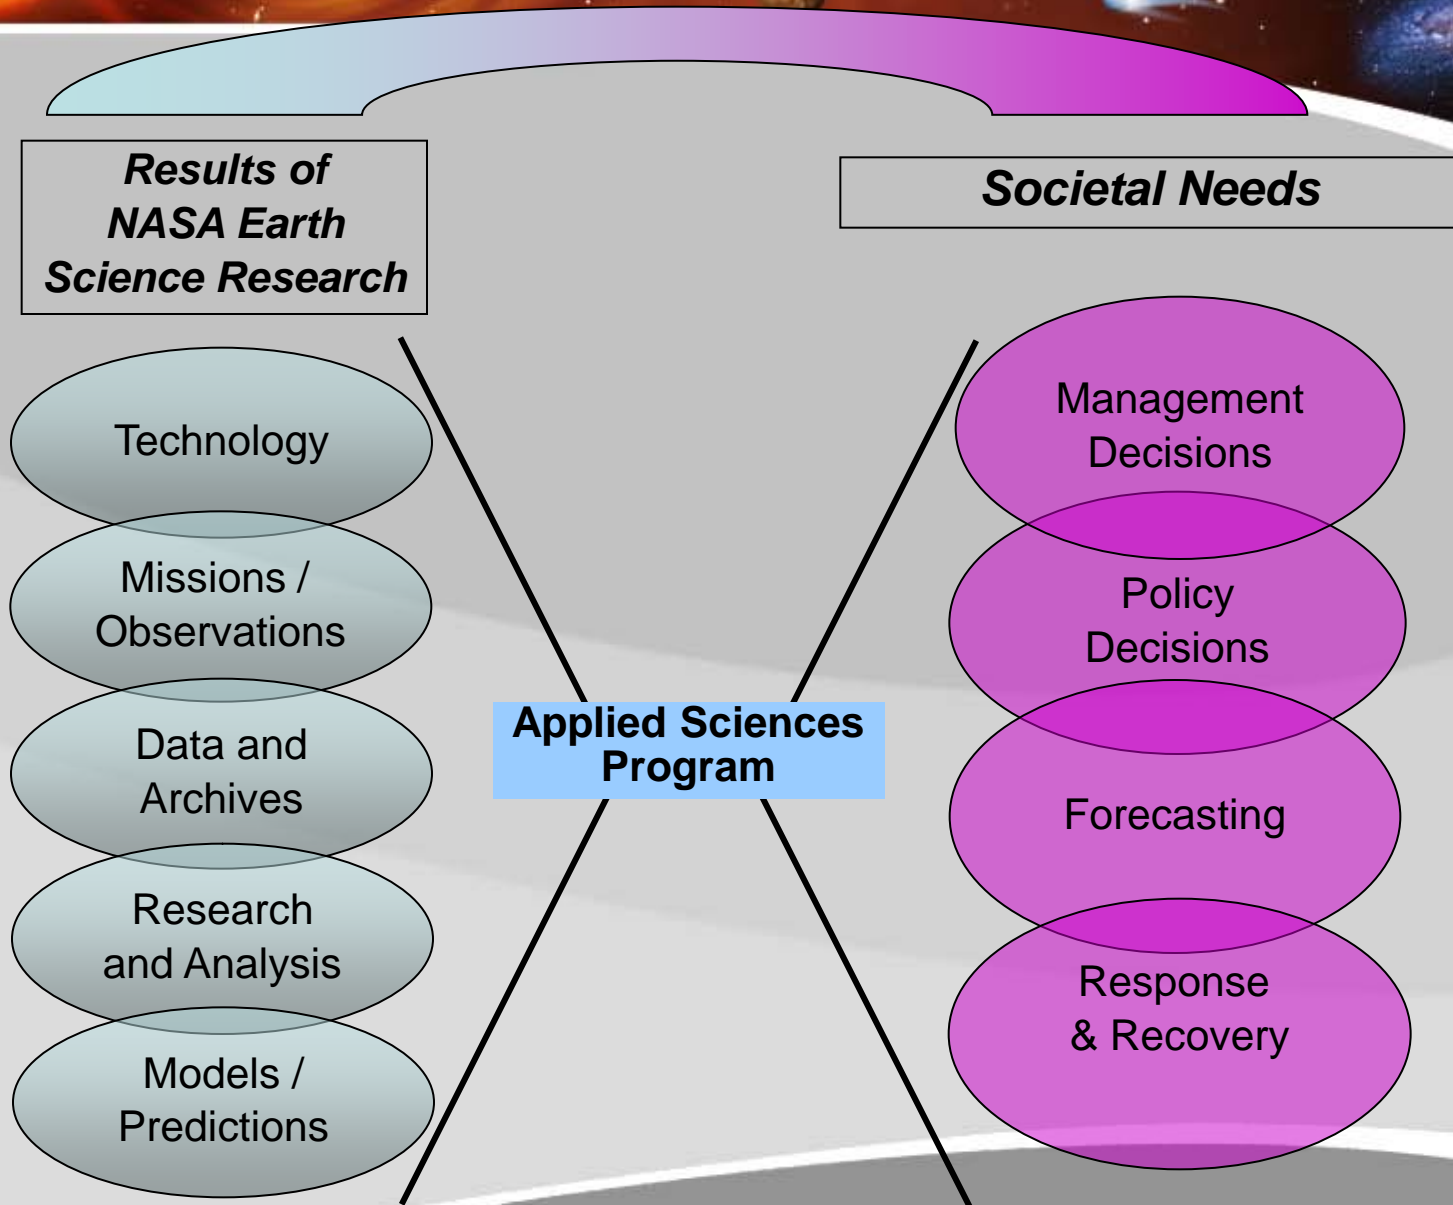 Results of
NASA Earth
Science Research
Technology
Missions /
Observations
Data and
Archives
Research
and Analysis
Models /
Predictions
Applied Sciences
Program
Societal Needs
Management
Decisions
Policy
Decisions
Forecasting
Response
& Recovery